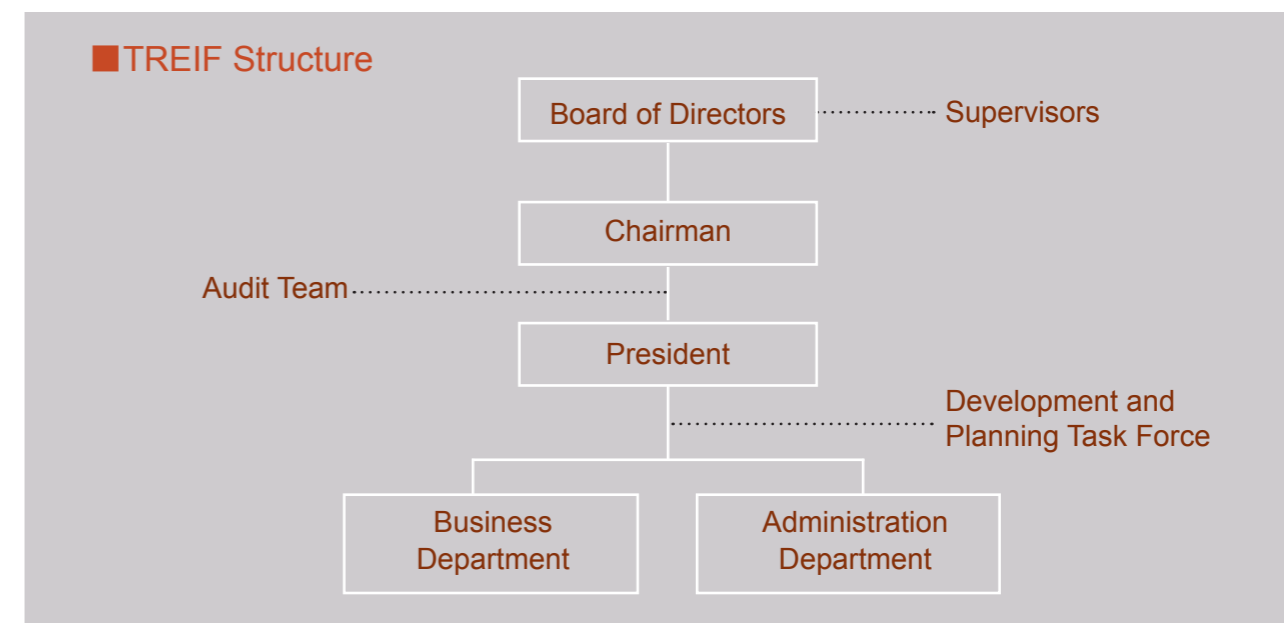 ■TREIF Structure
Board of Directors
Supervisors
Chairman
Audit Team
President
Development and
Planning Task Force
Business
Department
Administration
Department